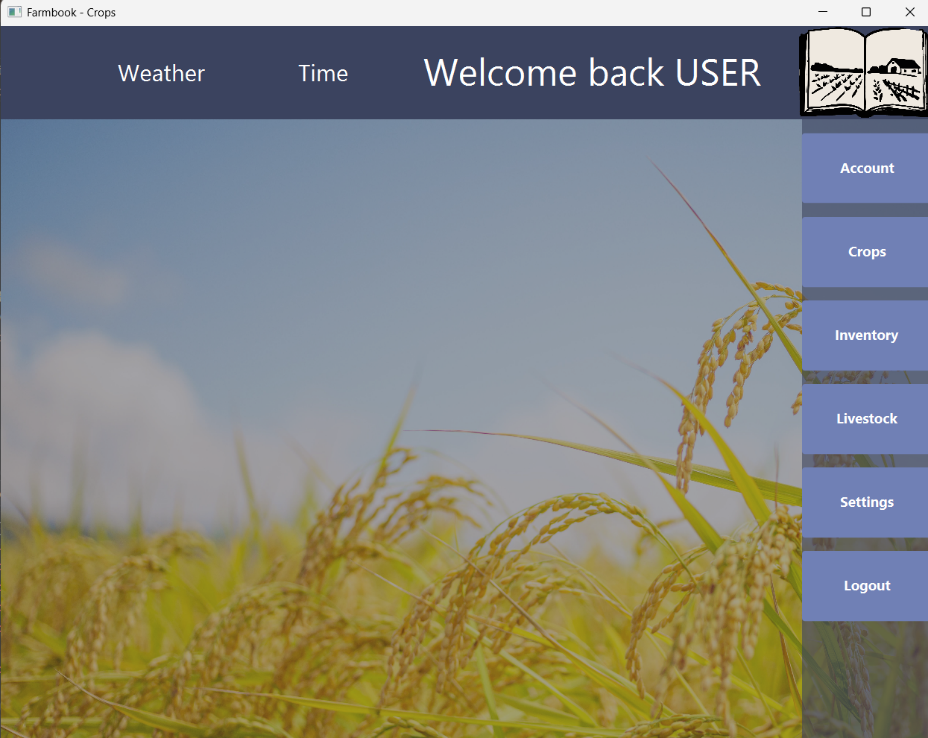 Farmbook - Crops
Weather
Time
Welcome back USER
Account
Crops
Inventory
Livestock
Settings
Logout